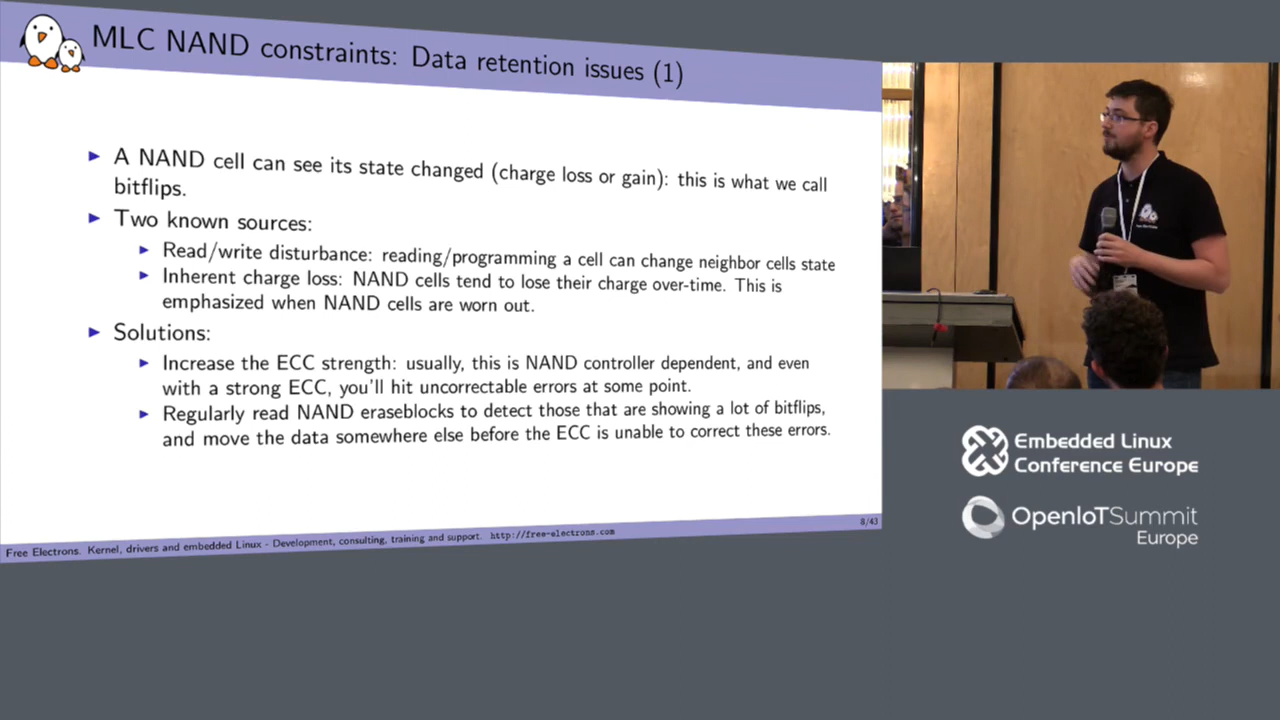 MLC NAND constraints: Data retention issues (1)
▶ A NAND cell can see its state changed (charge loss or gain): this is what we call
bitflips.
▶ Two known sources:
▶ Read/write disturbance: reading/programming a cell can change neighbor cells state
▶ Inherent charge loss: NAND cells tend to lose their charge over-time. This is
emphasized when NAND cells are worn out.
▶ Solutions:
▶ Increase the ECC strength: usually, this is NAND controller dependent, and even
with a strong ECC, you'll hit uncorrectable errors at some point.
▶ Regularly read NAND eraseblocks to detect those that are showing a lot of bitflips,
and move the data somewhere else before the ECC is unable to correct these errors.
8/43
Free Electrons. Kernel, drivers and embedded Linux - Development, consulting, training and support. http://free-electrons.com
Embedded Linux
Conference Europe
OpenIoTSummit
Europe